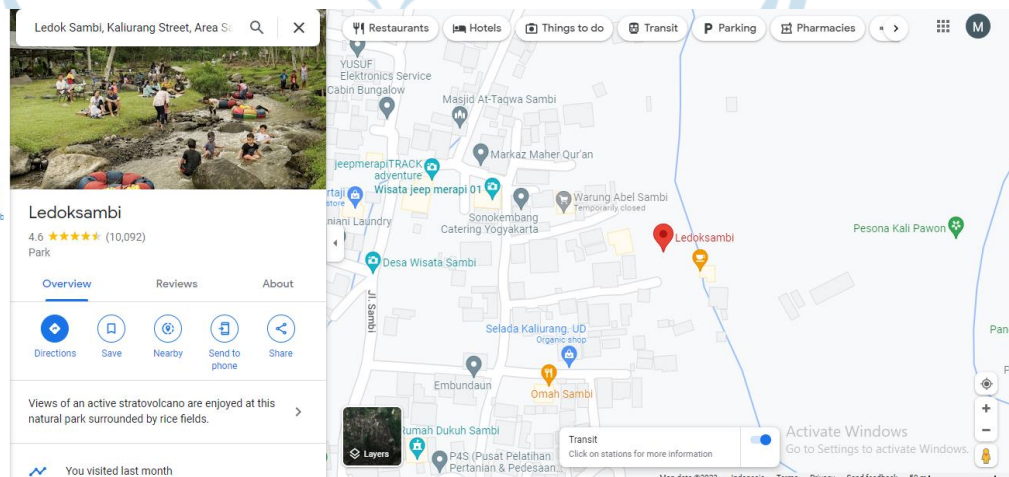 Ledok Sambi, Kaliurang Street, Area S
Restaurants
Hotels
Things to do
Transit
Parking
Pharmacies
M
Ledoksambi
4.6 (10,092)
Park
Overview
Reviews
About
Directions
Save
Nearby
Send to
phone
Share
Views of an active stratovolcano are enjoyed at this
natural park surrounded by rice fields.
You visited last month
YUSUF
Elektronics Service
Cabin Bungalow
Masjid At-Taqwa Sambi
Markaz Maher Qur'an
jeepmerapiTRACK
adventure
Wisata jeep merapi 01
Warung Abel Sambi
Temporarily closed
Sonokembang
Catering Yogyakarta
niani Laundry
Ledoksambi
Pesona Kali Pawon
Desa Wisata Sambi
Jl. Sambi
Selada Kaliurang. UD
Organic shop
Pan
Embundaun
Omah Sambi
Rumah Dukuh Sambi
P4S (Pusat Pelatihan
Pertanian & Pedesaan...
Layers
Transit
Click on stations for more information
Activate Windows
Go to Settings to activate Windows.